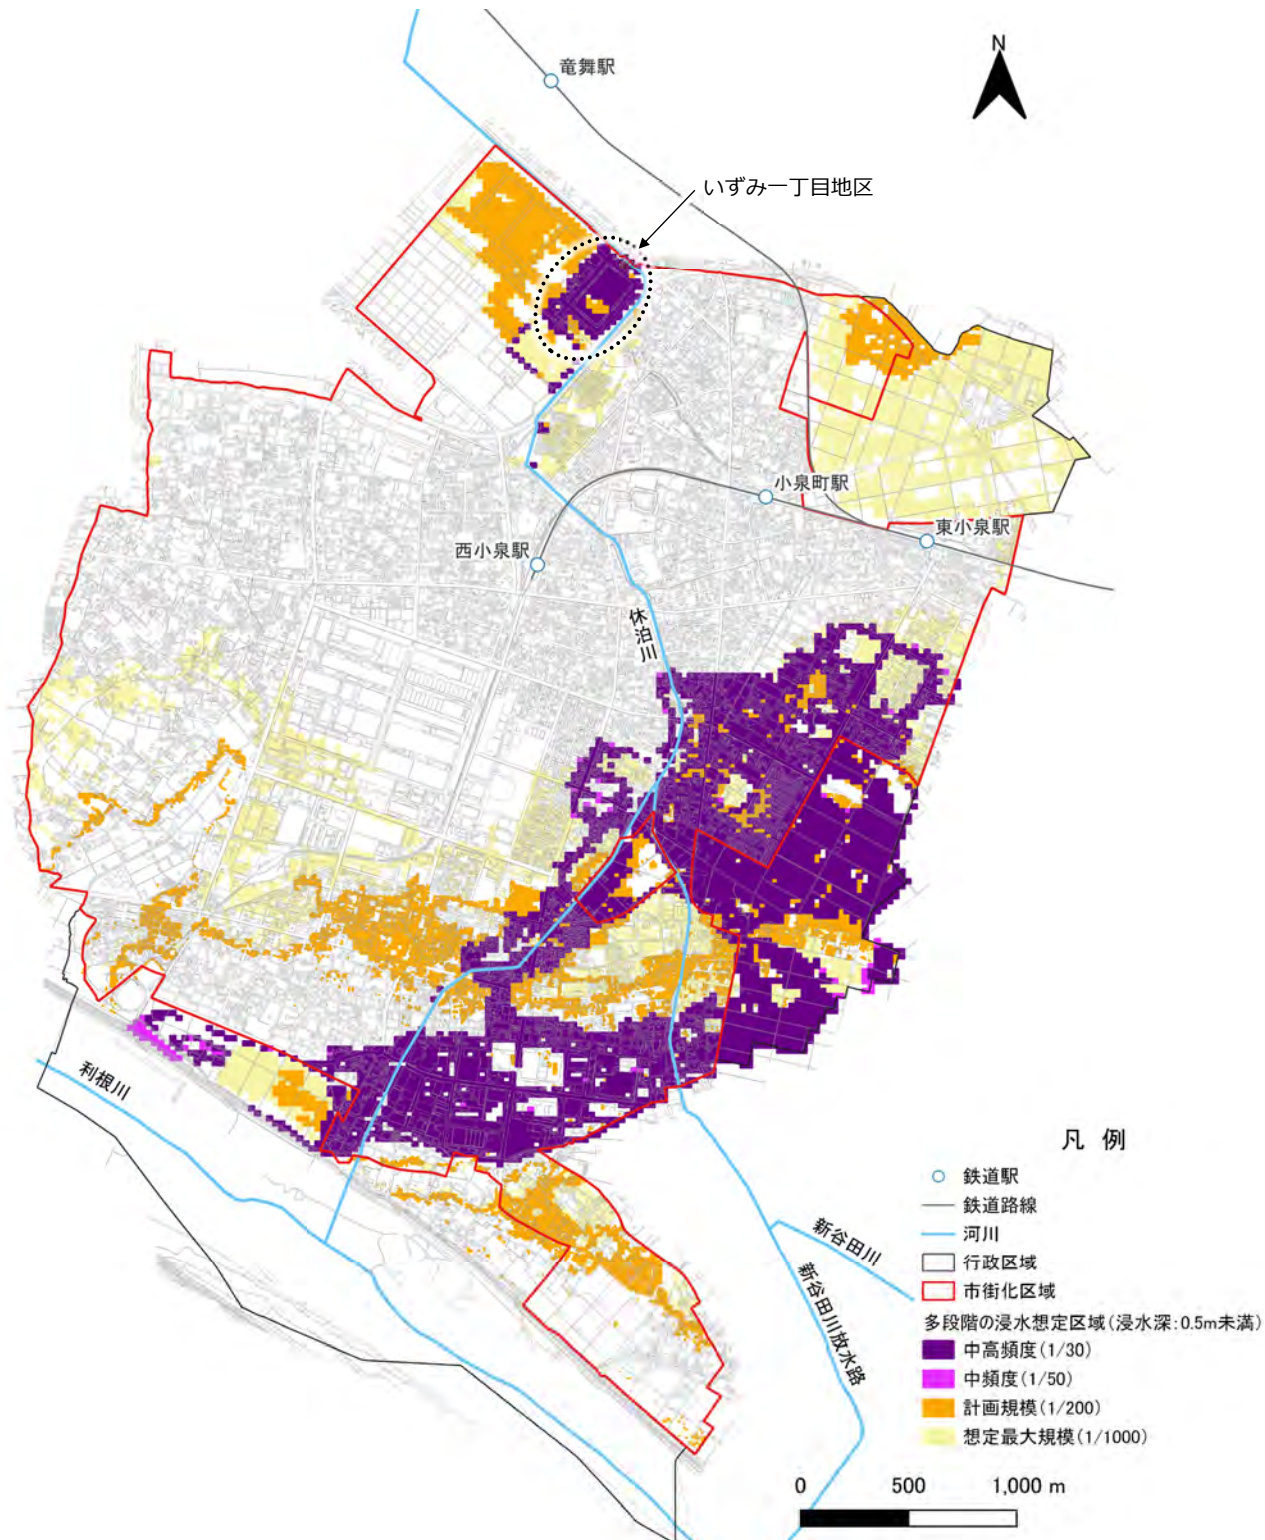 N
竜舞駅
いずみ一丁目地区
小泉町駅
東小泉駅
西小泉駅
休泊川
利根川
新谷田川
新谷田川放水路
凡 例
鉄道駅
鉄道路線
河川
行政区域
市街化区域
多段階の浸水想定区域(浸水深:0.5m未満)
中高頻度(1/30)
中頻度(1/50)
計画規模(1/200)
想定最大規模(1/1000)
0 500 1,000 m